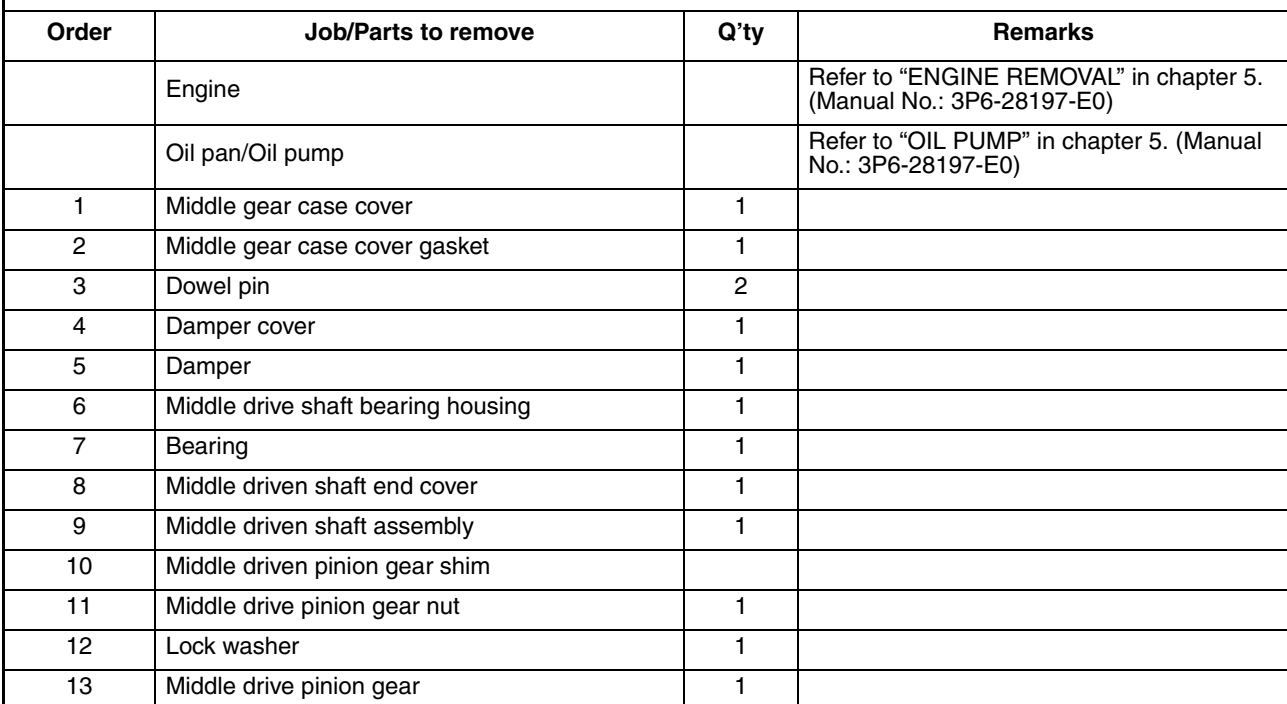 Order Job/Parts to remove Q’ty Remarks
Engine Refer to “ENGINE REMOVAL” in chapter 5.
(Manual No.: 3P6-28197-E0)
Oil pan/Oil pump Refer to “OIL PUMP” in chapter 5. (Manual
No.: 3P6-28197-E0)
1 Middle gear case cover 1
2 Middle gear case cover gasket 1
3 Dowel pin 2
4 Damper cover 1
5 Damper 1
6 Middle drive shaft bearing housing 1
7 Bearing 1
8 Middle driven shaft end cover 1
9 Middle driven shaft assembly 1
10 Middle driven pinion gear shim
11 Middle drive pinion gear nut 1
12 Lock washer 1
13 Middle drive pinion gear 1